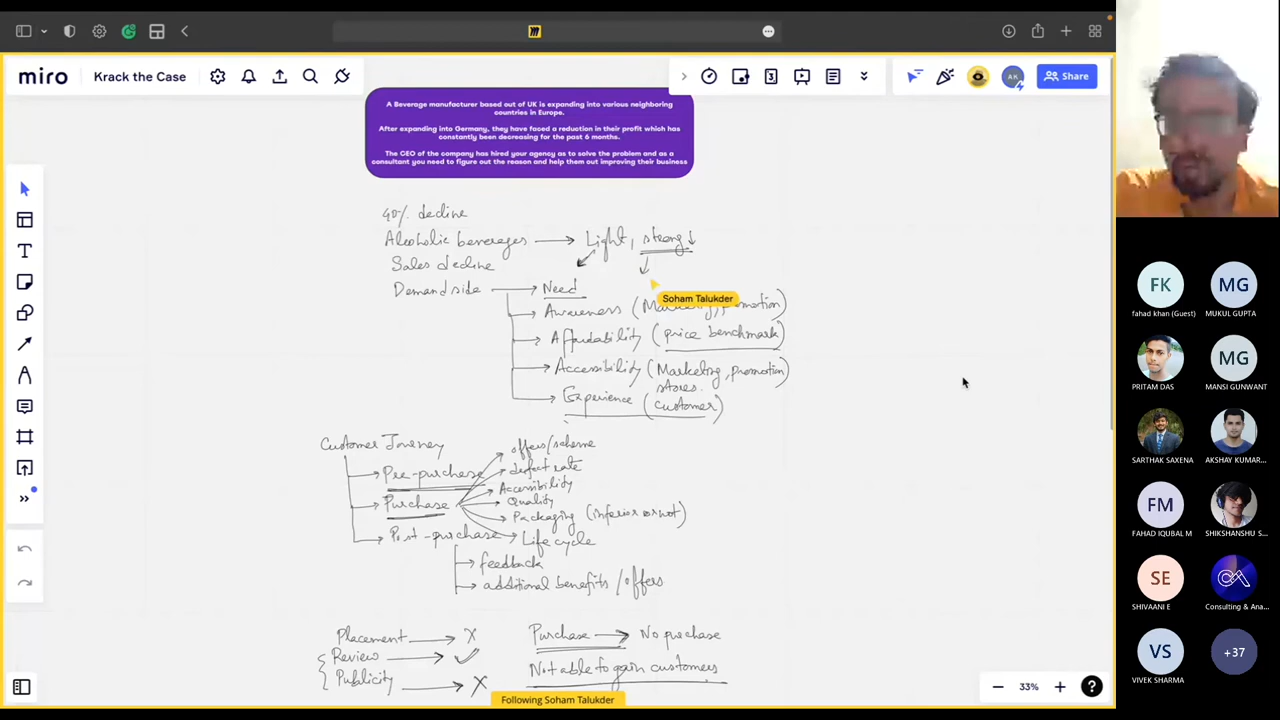 miro
Krack the Case
3
AK
Share
A Beverage manufacturer based out of UK is expanding into various neighboring
countries in Europe.
After expanding into Germany, they have faced a reduction in their profit which has
constantly been decreasing for the past 6 months.
The CEO of the company has hired your agency as to solve the problem and as a
consultant you need to figure out the reason and help them out improving their business
40% decline
Alcoholic beverages → Light, strong ↓
Sales decline
Demand side → Need
Soham Talukder
Awareness (Marketing, promotion)
Affordability (price benchmark)
Accessibility (Marketing, promotion)
stores.
Experience (customer)
Customer Journey
Pre-purchase
Purchase
Post-purchase → Life cycle
offers/scheme
defect rate
Accessibility
Quality
Packaging (inferior or not)
feedback
additional benefits / offers
Placement → X
Review → ✓
Publicity → X
Purchase → No purchase
Not able to gain customers
Following Soham Talukder
33%
FK
fahad khan (Guest)
MG
MUKUL GUPTA
PRITAM DAS
MG
MANSI GUNWANT
SARTHAK SAXENA
AKSHAY KUMAR...
FM
FAHAD IQUBAL M
SHIKSHANSHU S...
SE
SHIVAANI E
CA
Consulting & Ana...
VS
VIVEK SHARMA
+37